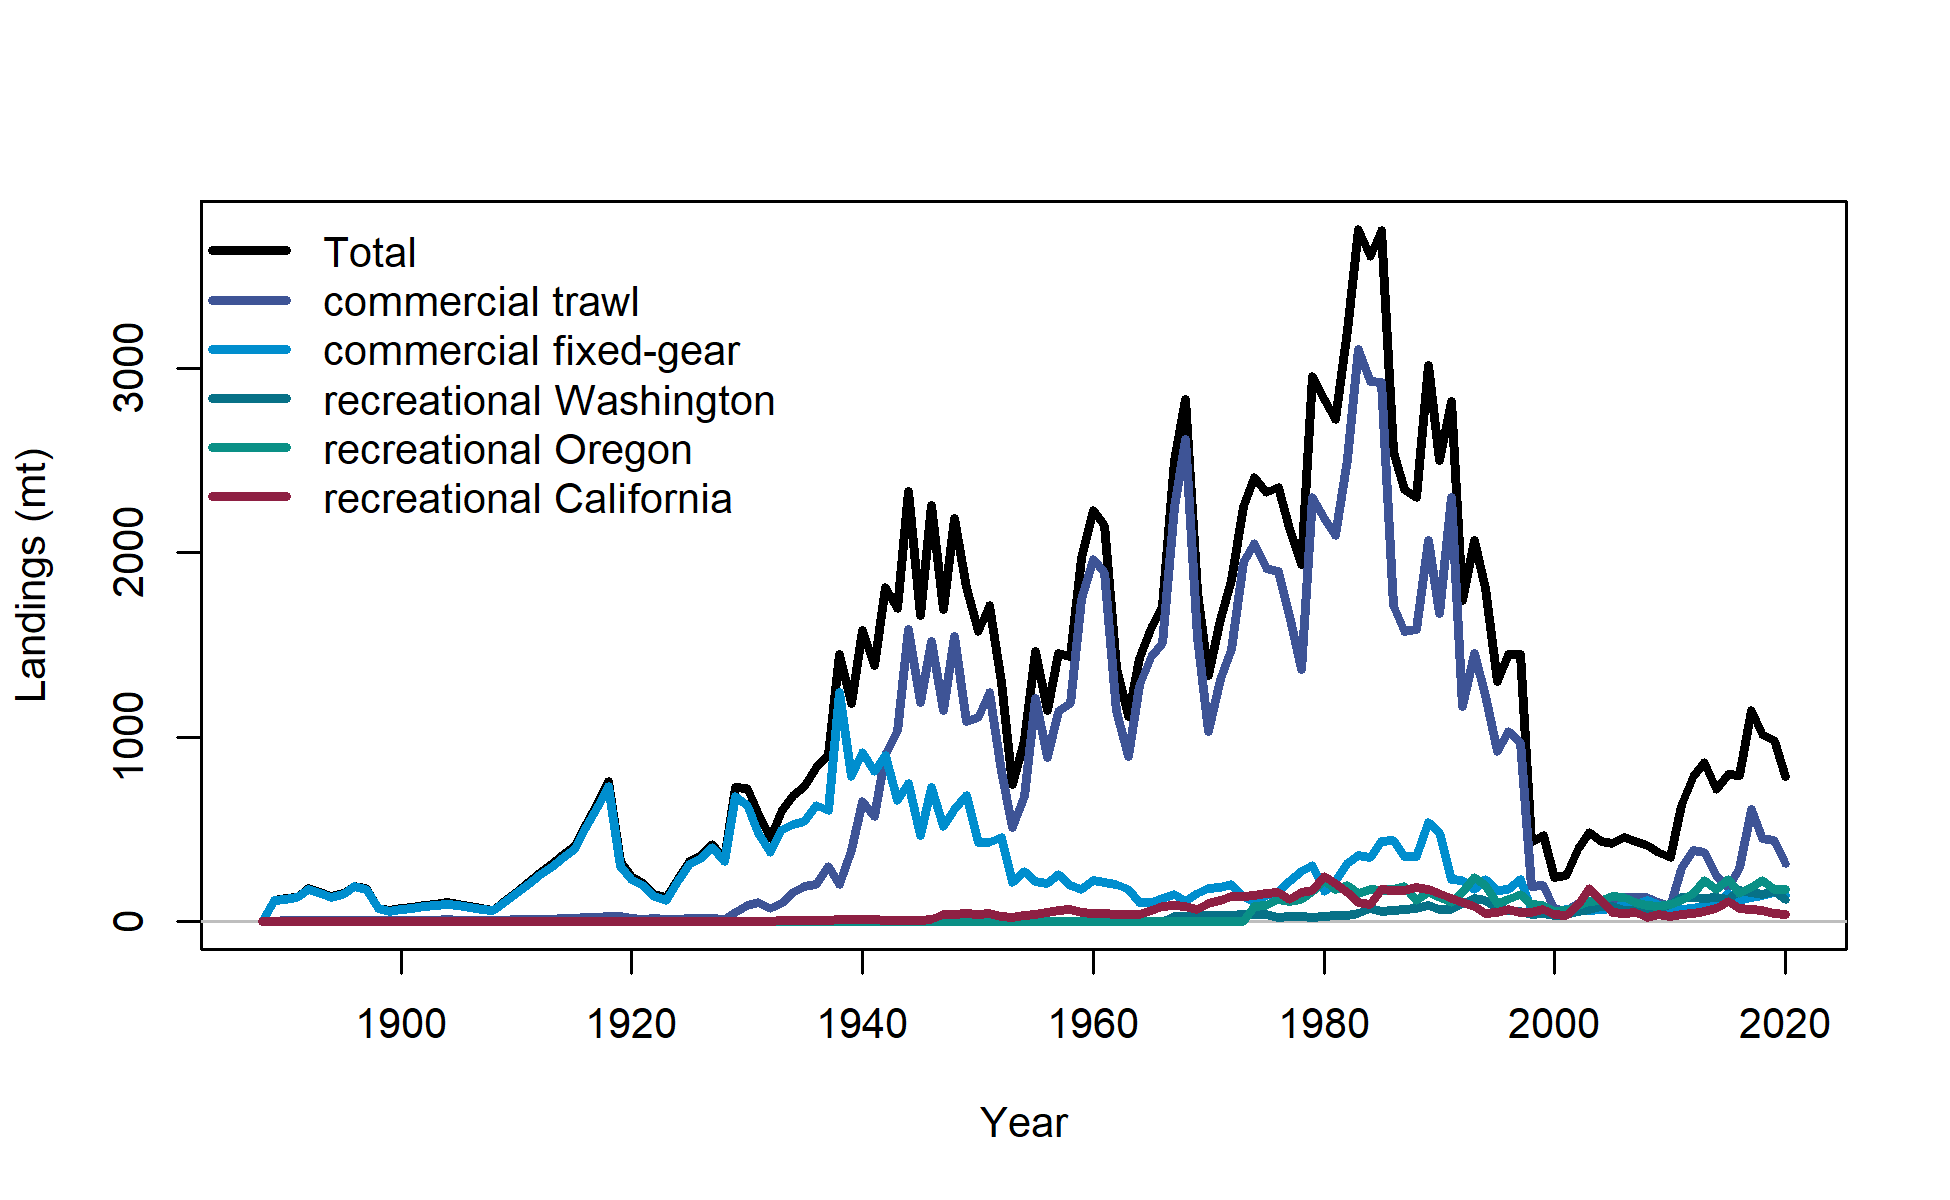 Total
commercial trawl
commercial fixed-gear
recreational Washington
recreational Oregon
recreational California
Landings (mt)
3000
2000
1000
0
1900 1920 1940 1960 1980 2000 2020
Year